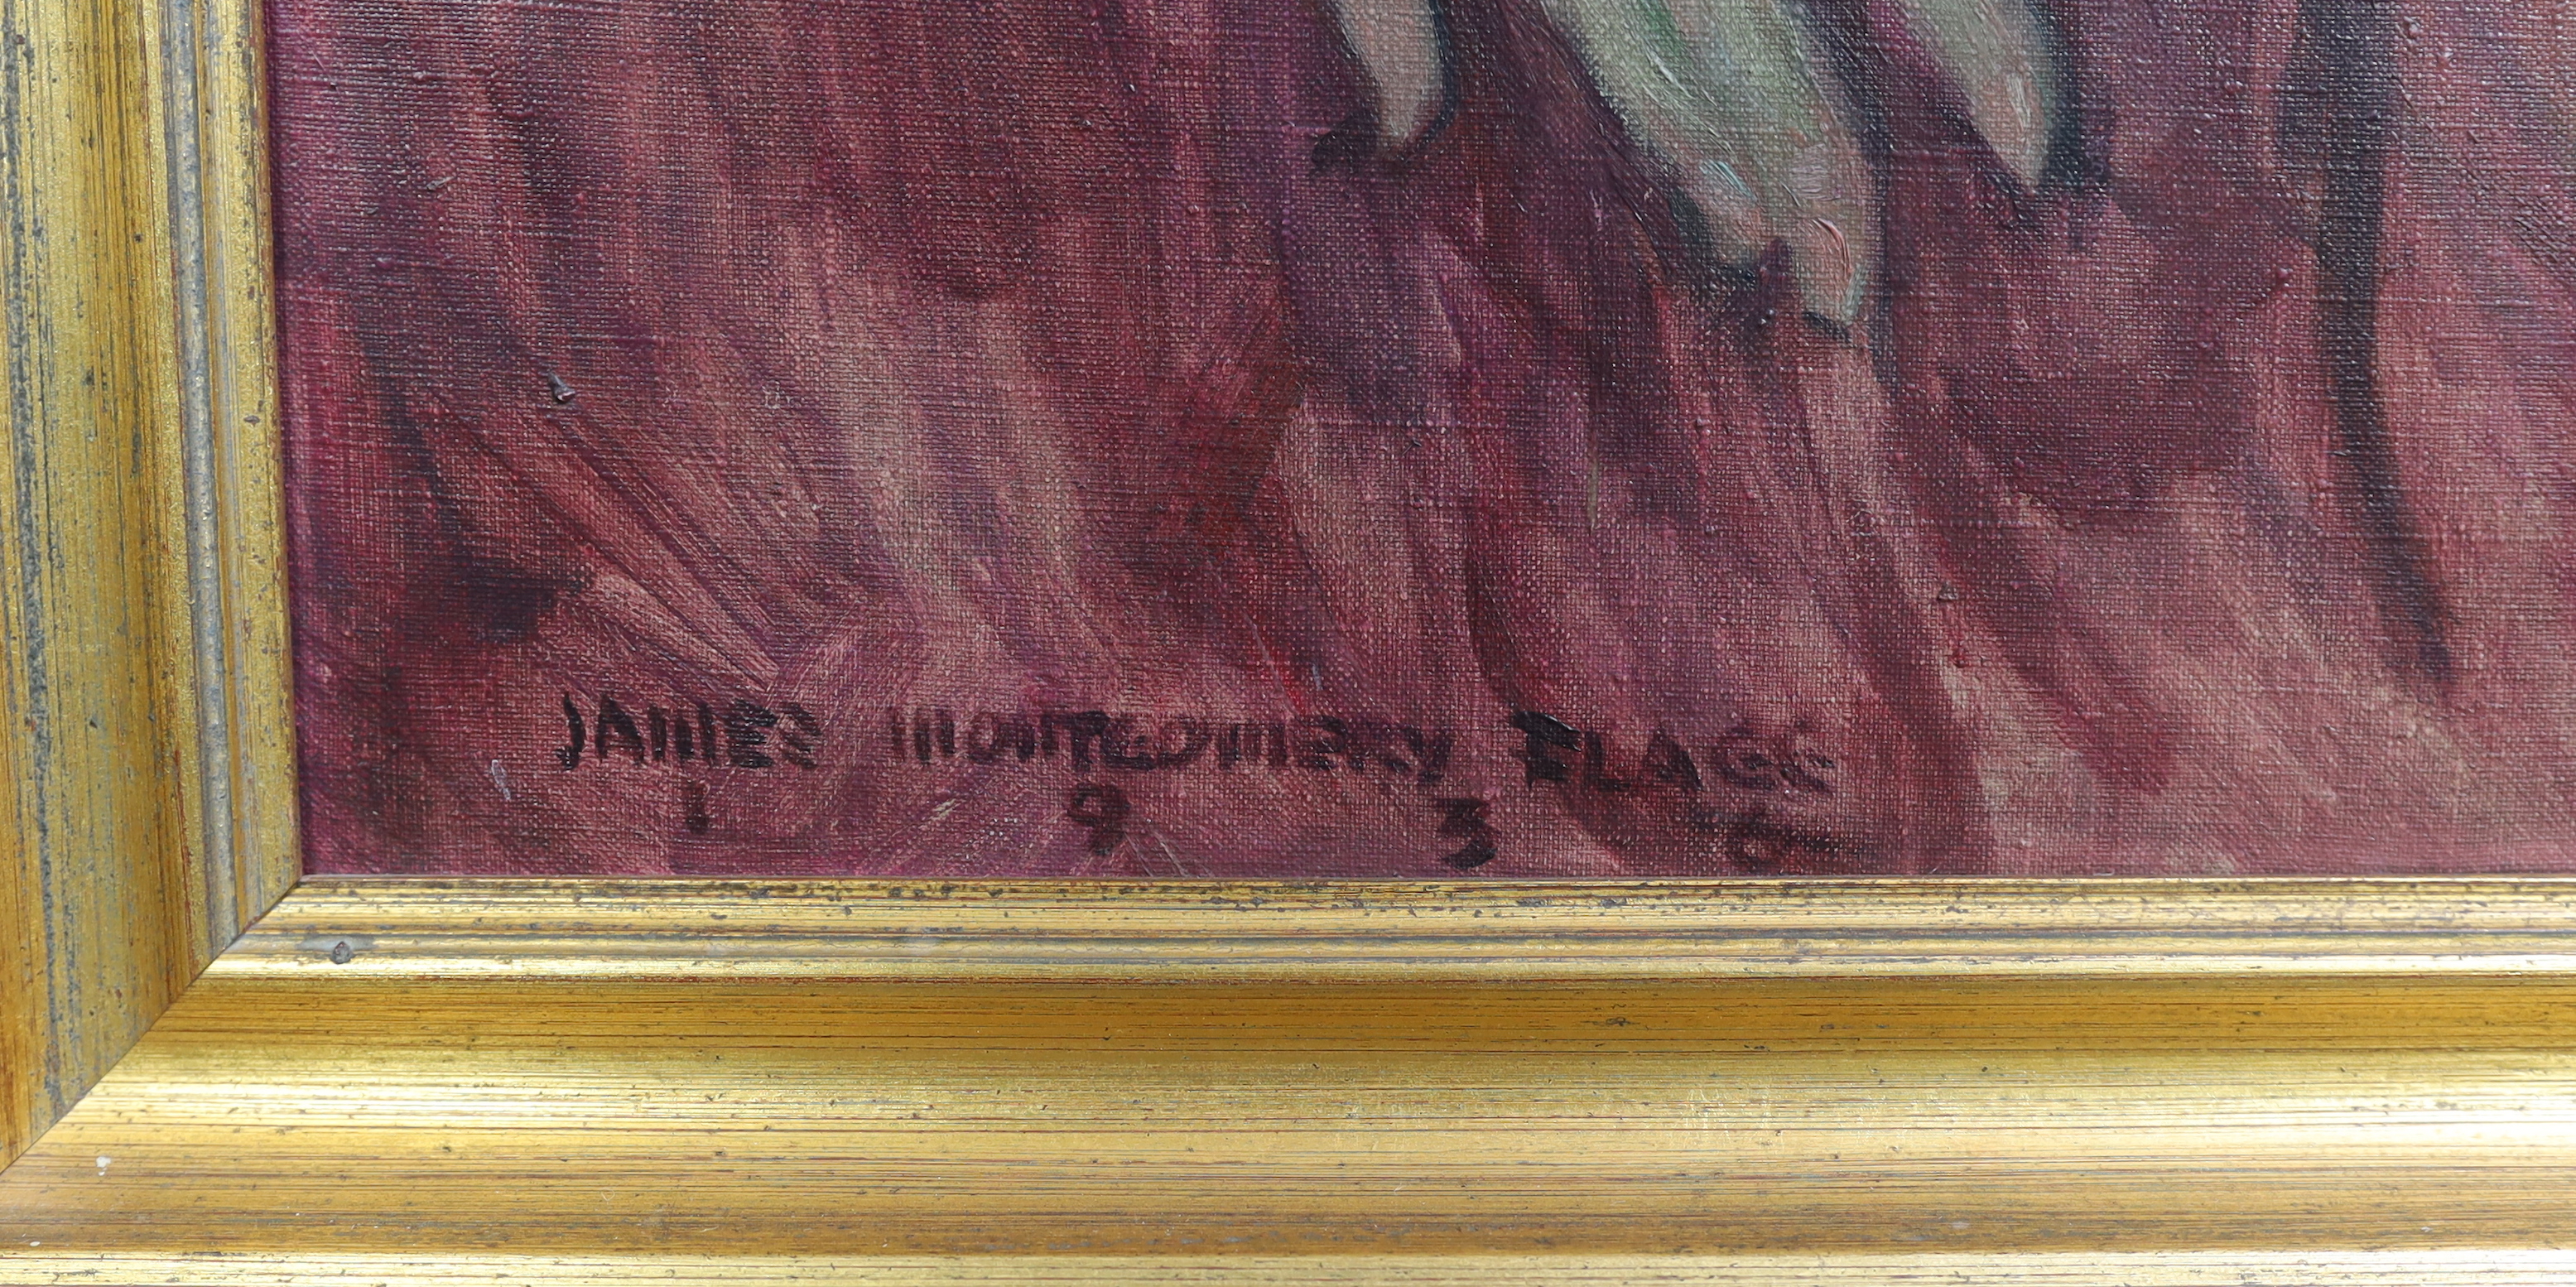 JAMES MONTGOMERY FLAGG
1 9 3 6